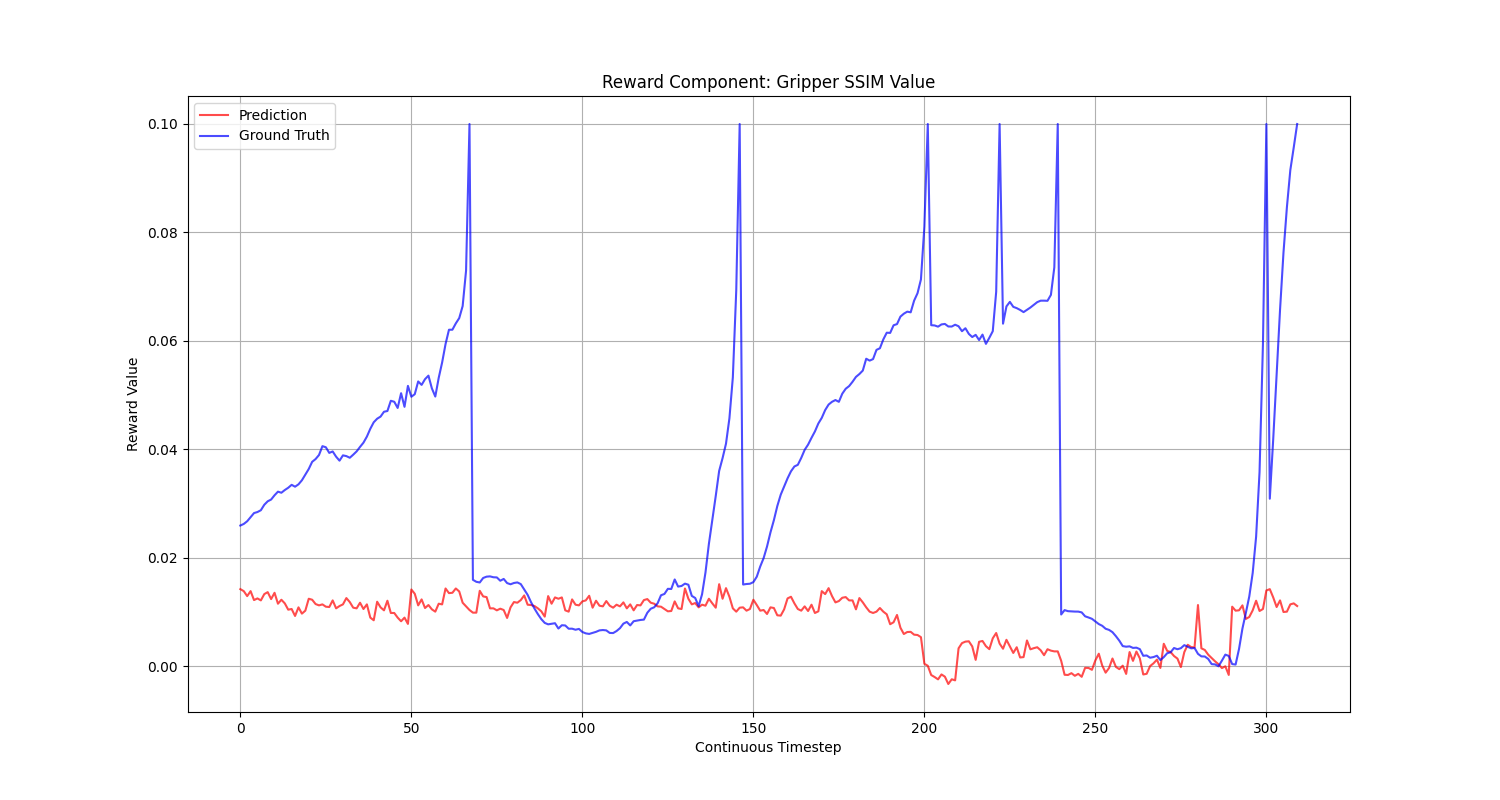 Reward Component: Gripper SSIM Value
Prediction
Ground Truth
0.10
0.08
0.06
0.04
0.02
0.00
Reward Value
0 50 100 150 200 250 300
Continuous Timestep